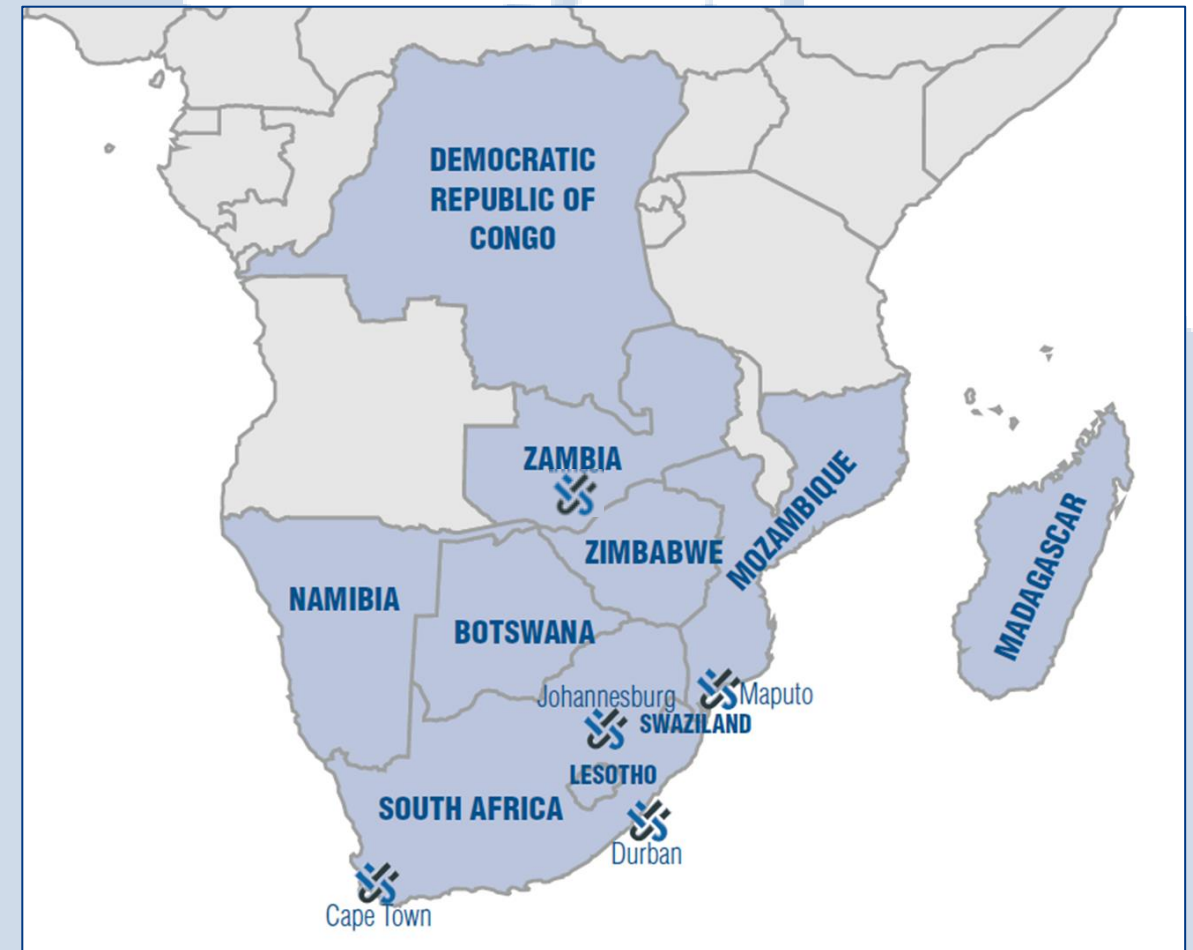 DEMOCRATIC
REPUBLIC OF
CONGO
ZAMBIA
ZIMBABWE
MOZAMBIQUE
MADAGASCAR
NAMIBIA
BOTSWANA
Johannesburg
Maputo
SWAZILAND
LESOTHO
SOUTH AFRICA
Durban
Cape Town